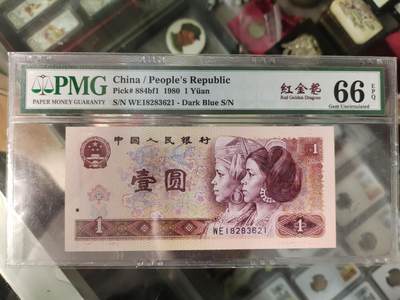 PMG
PAPER MONEY GUARANTY
China / People's Republic
Pick# 884bf1 1980 1 Yüan
S/N WE18283621 - Dark Blue S/N
红金龙
Red Golden Dragon
66 EPQ
Gem Uncirculated
中国人民银行
1
壹圆
1
1
WE18283621